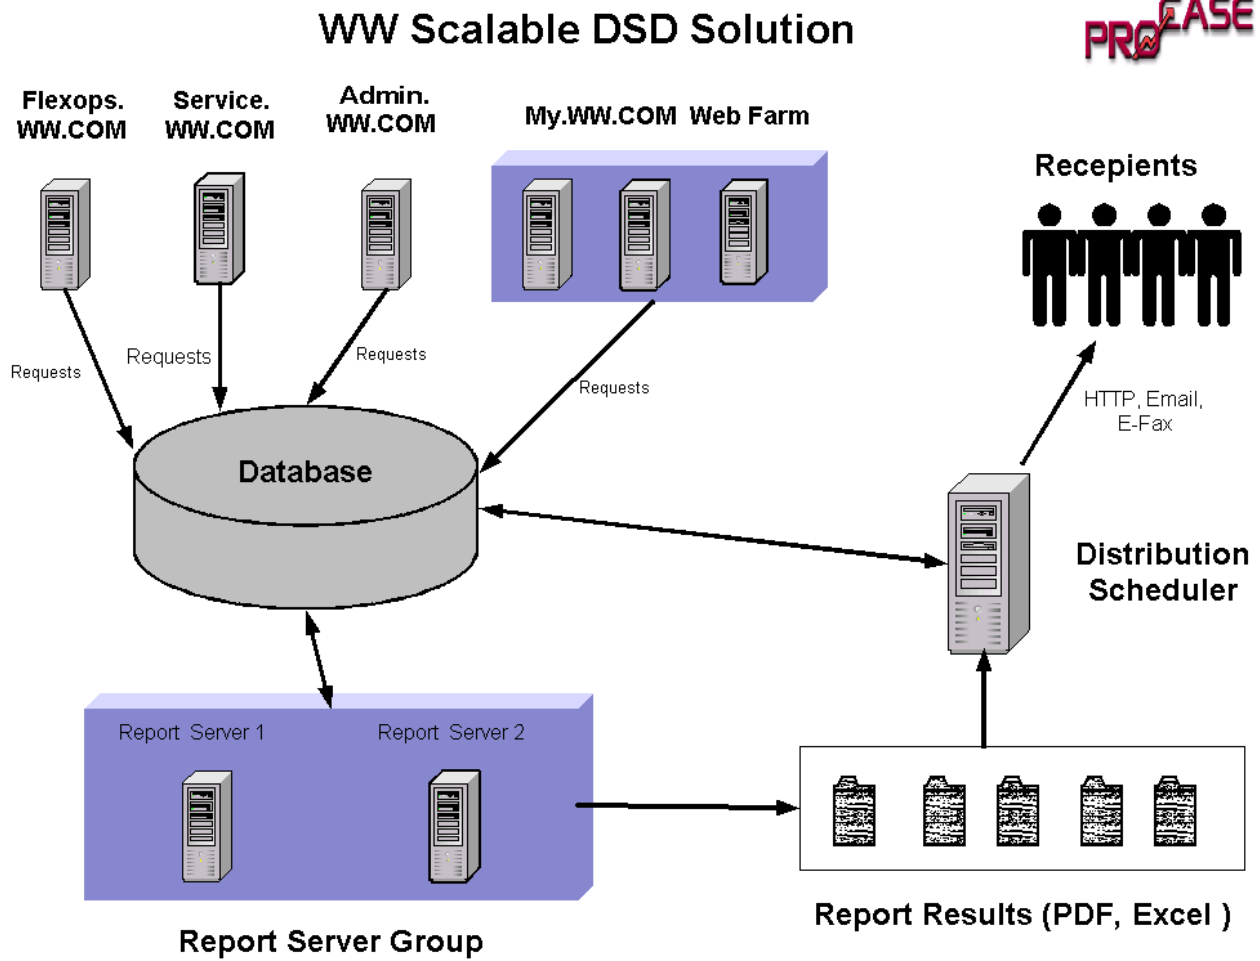 WW Scalable DSD Solution
PROEASE
Flexops.
WW.COM
Service.
WW.COM
Admin.
WW.COM
My.WW.COM Web Farm
Recepients
Requests
Requests
Requests
Requests
HTTP, Email,
E-Fax
Database
Distribution
Scheduler
Report Server 1
Report Server 2
Report Results (PDF, Excel )
Report Server Group